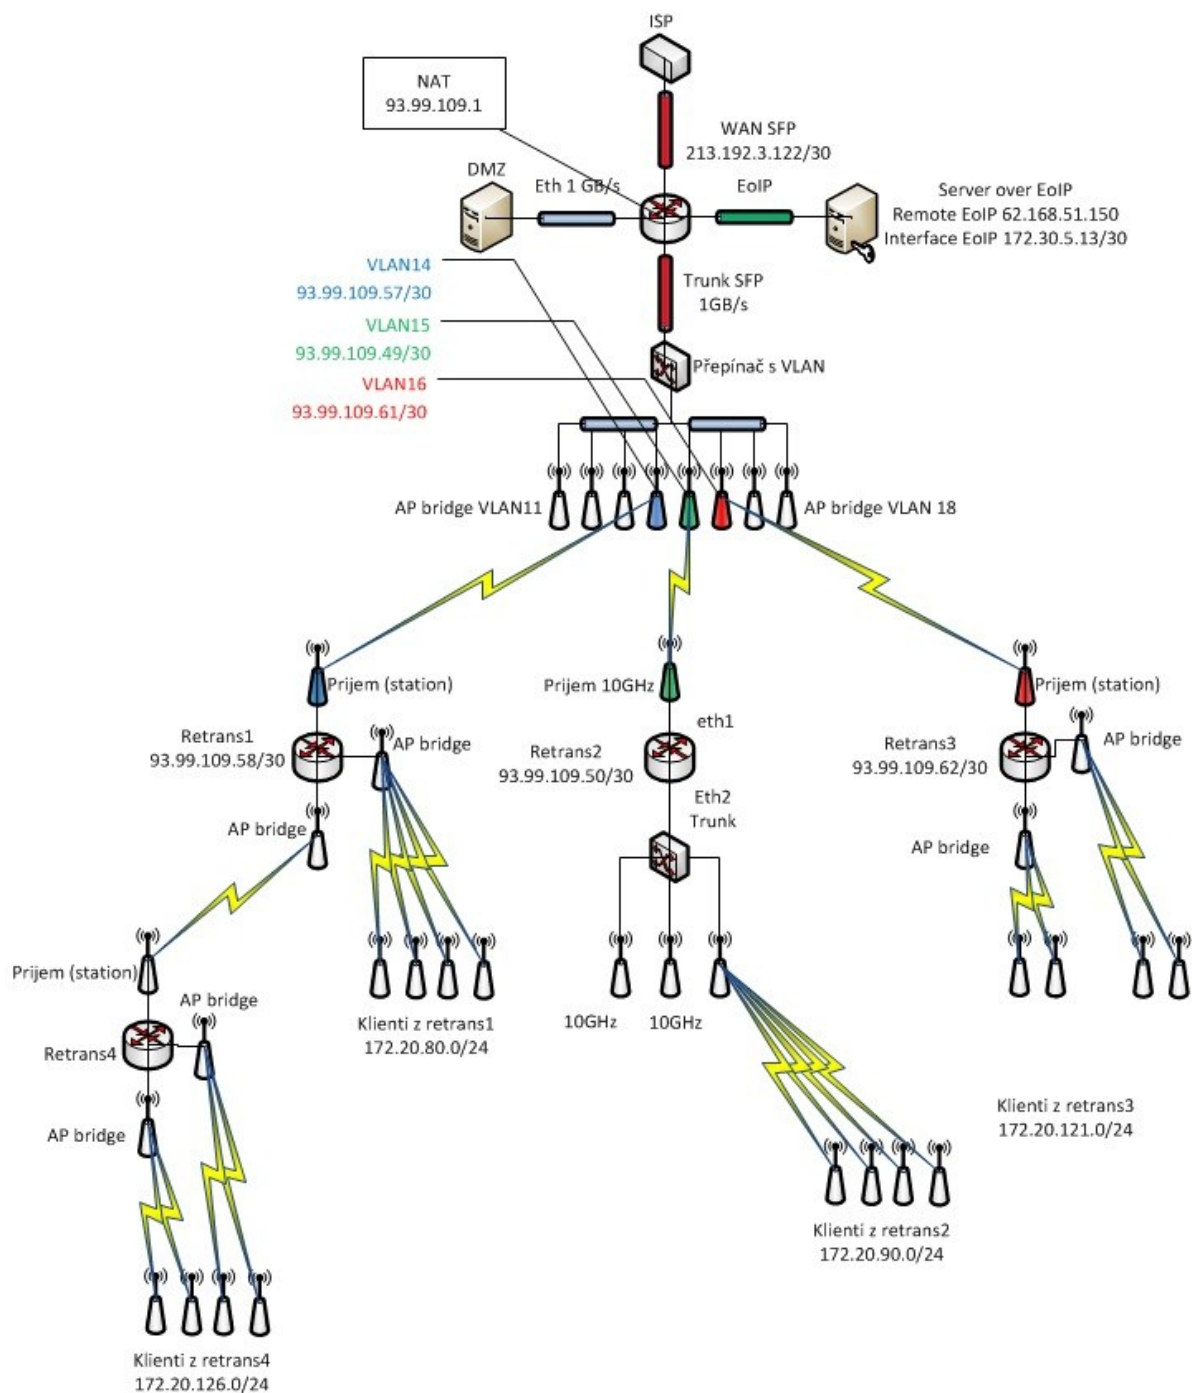 ISP
NAT
93.99.109.1
WAN SFP
213.192.3.122/30
DMZ
Eth 1 GB/s
EoIP
Server over EoIP
Remote EoIP 62.168.51.150
Interface EoIP 172.30.5.13/30
VLAN14
93.99.109.57/30
Trunk SFP
1GB/s
VLAN15
93.99.109.49/30
Přepínač s VLAN
VLAN16
93.99.109.61/30
AP bridge VLAN11
AP bridge VLAN 18
Prijem (station)
Prijem 10GHz
Prijem (station)
Retrans1
93.99.109.58/30
AP bridge
eth1
Retrans2
93.99.109.50/30
Retrans3
93.99.109.62/30
AP bridge
Eth2
Trunk
AP bridge
AP bridge
Prijem (station)
AP bridge
Klienti z retrans1
172.20.80.0/24
10GHz
10GHz
Retrans4
AP bridge
Klienti z retrans3
172.20.121.0/24
Klienti z retrans2
172.20.90.0/24
Klienti z retrans4
172.20.126.0/24